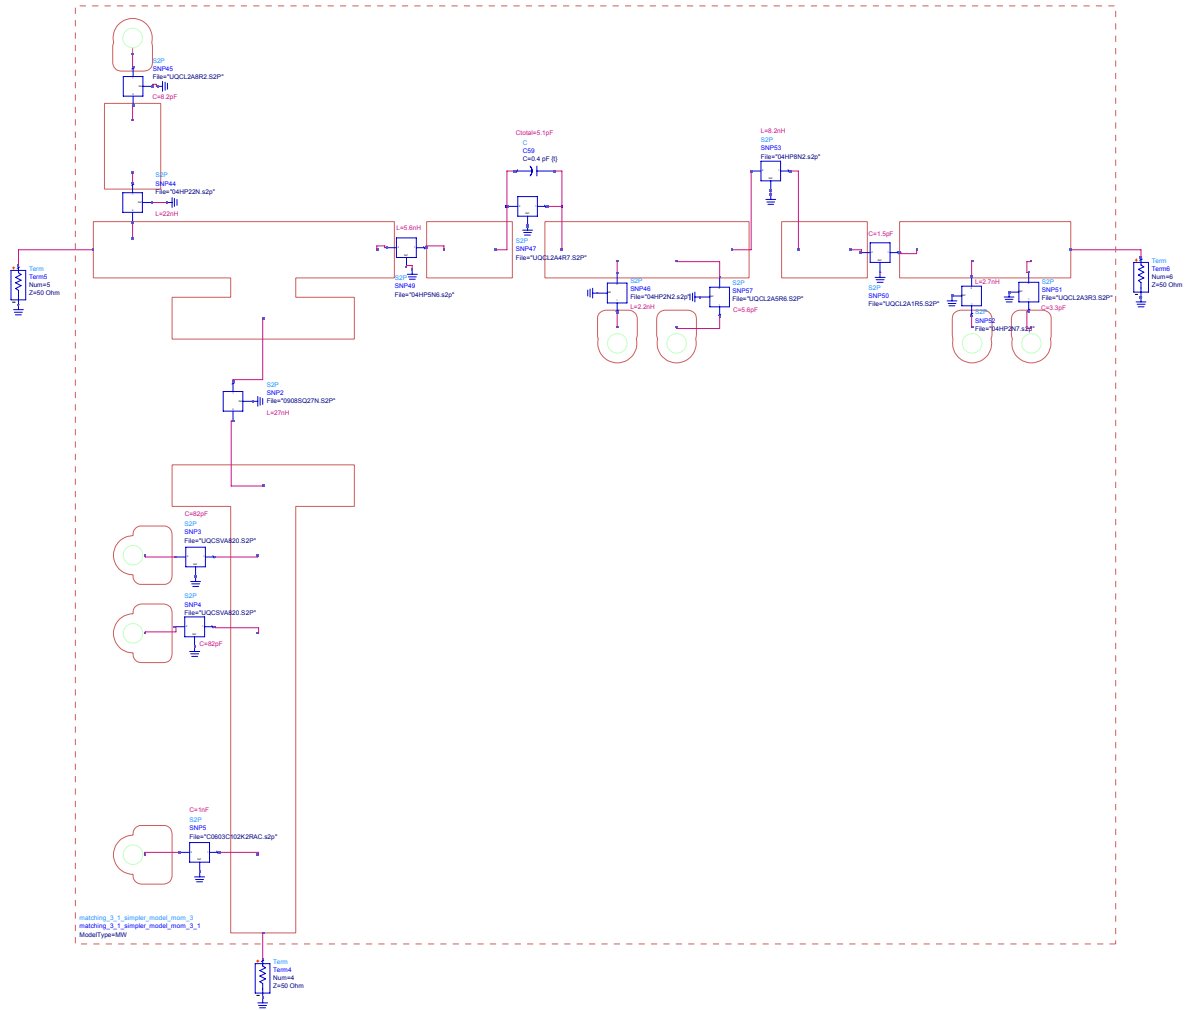 S2P
SNP45
File="UQCL2A8R2.S2P"
C=8.2pF
S2P
SNP44
File="04HP22N.s2p"
L=22nH
Ctotal=5.1pF
C
C59
C=0.4 pF {t}
S2P
SNP47
File="UQCL2A4R7.S2P"
L=8.2nH
S2P
SNP53
File="04HP8N2.s2p"
L=5.6nH
S2P
SNP49
File="04HP5N6.s2p"
C=1.5pF
S2P
SNP50
File="UQCL2A1R5.S2P"
Term
Term5
Num=5
Z=50 Ohm
S2P
SNP46
File="04HP2N2.s2p"
L=2.2nH
S2P
SNP57
File="UQCL2A5R6.S2P"
C=5.6pF
L=2.7nH
S2P
SNP52
File="04HP2N7.s2p"
S2P
SNP51
File="UQCL2A3R3.S2P"
C=3.3pF
Term
Term6
Num=6
Z=50 Ohm
S2P
SNP2
File="0908SQ27N.S2P"
L=27nH
C=82pF
S2P
SNP3
File="UQCSVA820.S2P"
S2P
SNP4
File="UQCSVA820.S2P"
C=82pF
C=1nF
S2P
SNP5
File="C0603C102K2RAC.s2p"
matching_3_1_simpler_model_mom_3
matching_3_1_simpler_model_mom_3_1
ModelType=MW
Term
Term4
Num=4
Z=50 Ohm